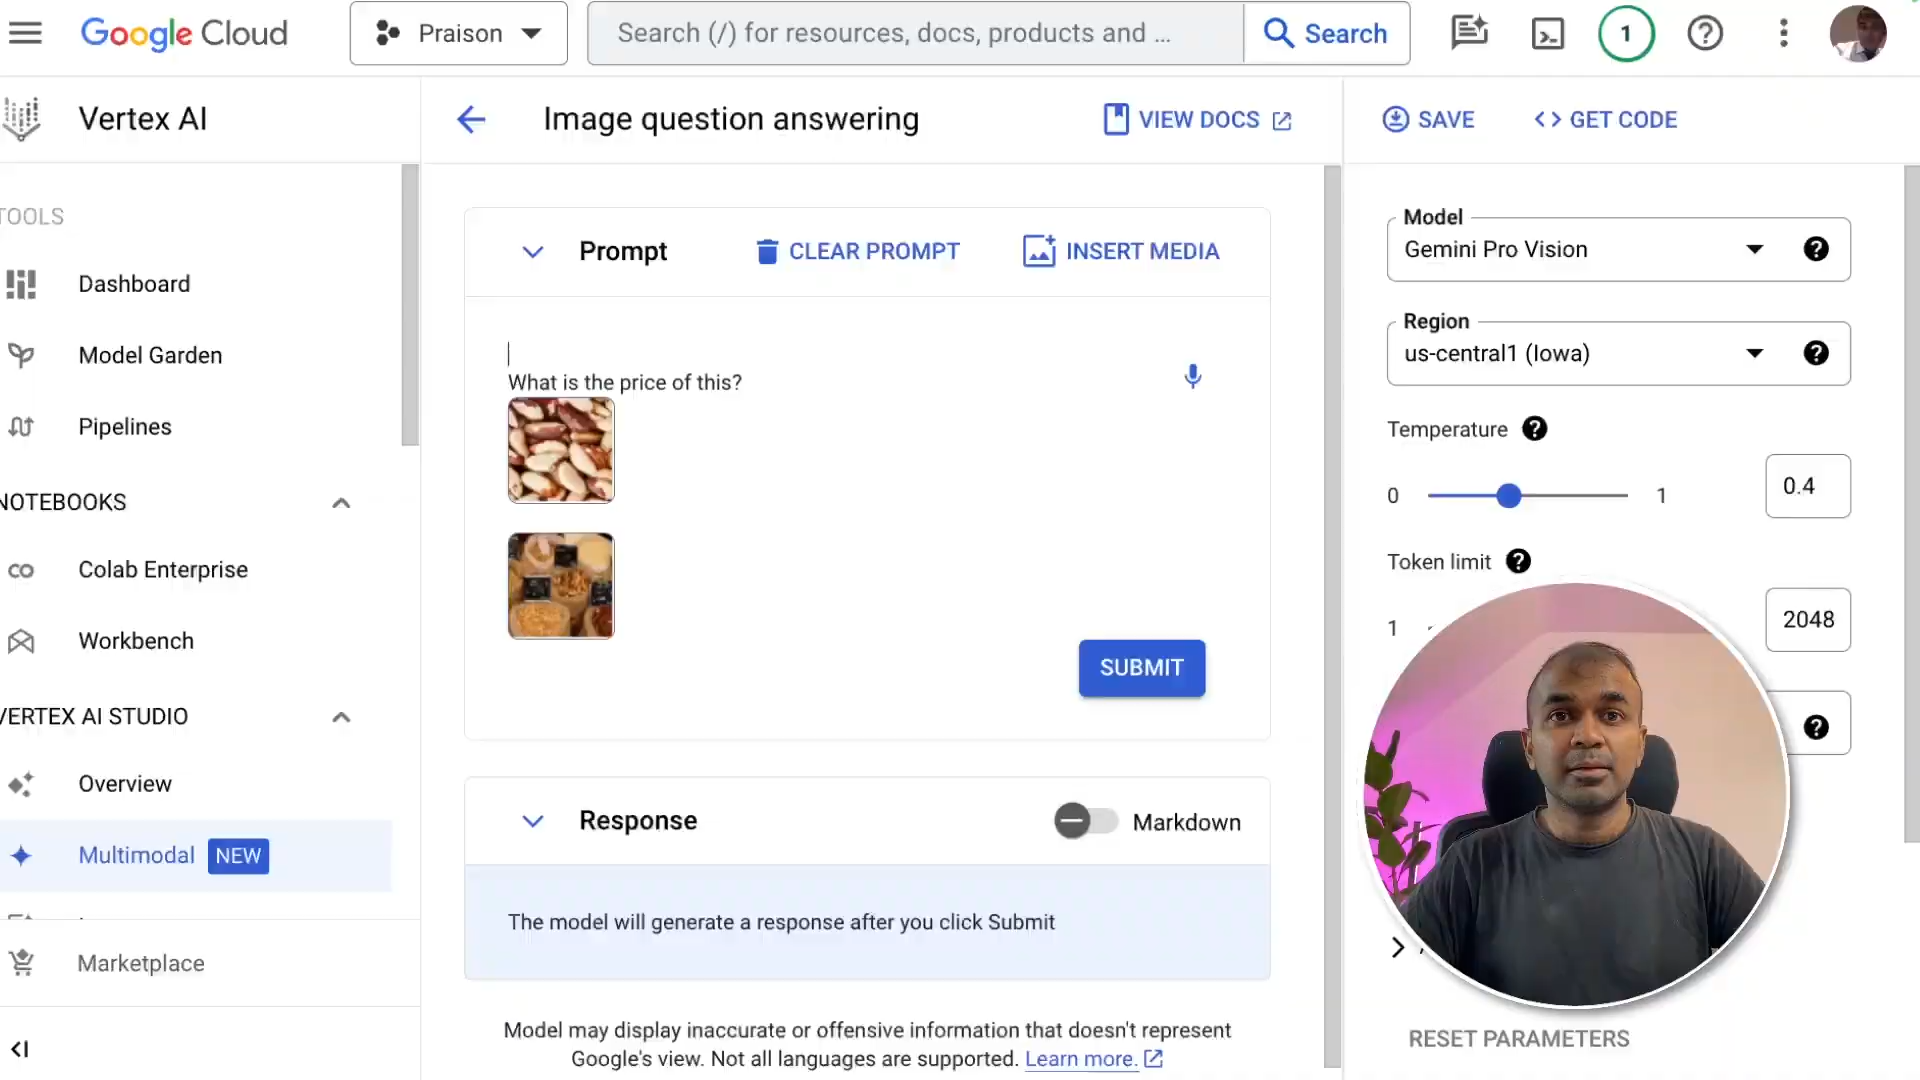 Google Cloud
Praison
Search (/) for resources, docs, products and ...
Search
1
Vertex AI
Image question answering
VIEW DOCS
SAVE
GET CODE
TOOLS
Dashboard
Model Garden
Pipelines
NOTEBOOKS
Colab Enterprise
Workbench
VERTEX AI STUDIO
Overview
Multimodal NEW
Marketplace
Prompt
CLEAR PROMPT
INSERT MEDIA
What is the price of this?
SUBMIT
Response
Markdown
The model will generate a response after you click Submit
Model may display inaccurate or offensive information that doesn't represent
Google's view. Not all languages are supported. Learn more.
Model
Gemini Pro Vision
Region
us-central1 (Iowa)
Temperature
0 1 0.4
Token limit
1 2048
RESET PARAMETERS